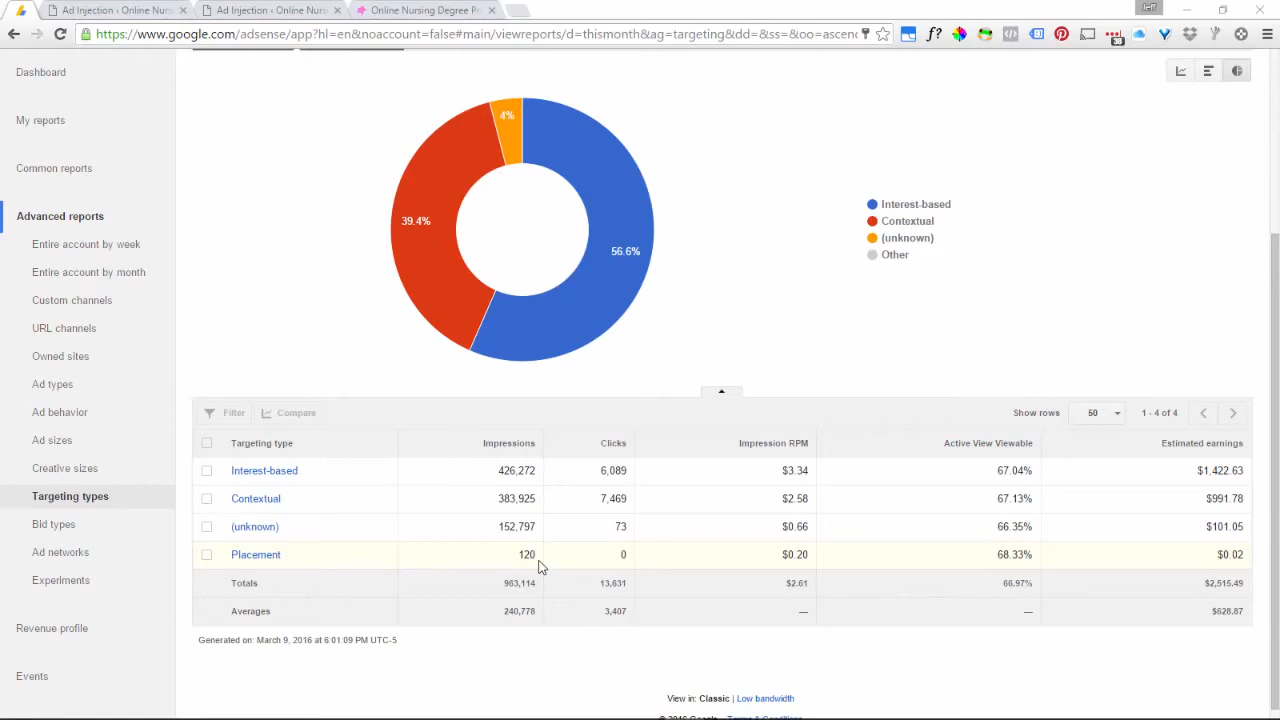 Ad Injection ‹ Online Nurs Ad Injection ‹ Online Nurs Online Nursing Degree Pr
https://www.google.com/adsense/app?hl=en&noaccount=false#main/viewreports/d=thismonth&ag=targeting&dd=&ss=&oo=ascen
Dashboard
My reports
Common reports
Advanced reports
Entire account by week
Entire account by month
Custom channels
URL channels
Owned sites
Ad types
Ad behavior
Ad sizes
Creative sizes
Targeting types
Bid types
Ad networks
Experiments
Revenue profile
Events
4%
39.4%
56.6%
Interest-based
Contextual
(unknown)
Other
Filter Compare Show rows 50 1 - 4 of 4
Targeting type Impressions Clicks Impression RPM Active View Viewable Estimated earnings
Interest-based 426,272 6,089 $3.34 67.04% $1,422.63
Contextual 383,925 7,469 $2.58 67.13% $991.78
(unknown) 152,797 73 $0.66 66.35% $101.05
Placement 120 0 $0.20 68.33% $0.02
Totals 963,114 13,631 $2.61 66.97% $2,515.49
Averages 240,778 3,407 — — $628.87
Generated on: March 9, 2016 at 6:01:09 PM UTC-5
View in: Classic | Low bandwidth
© 2016 Google Terms & Conditions